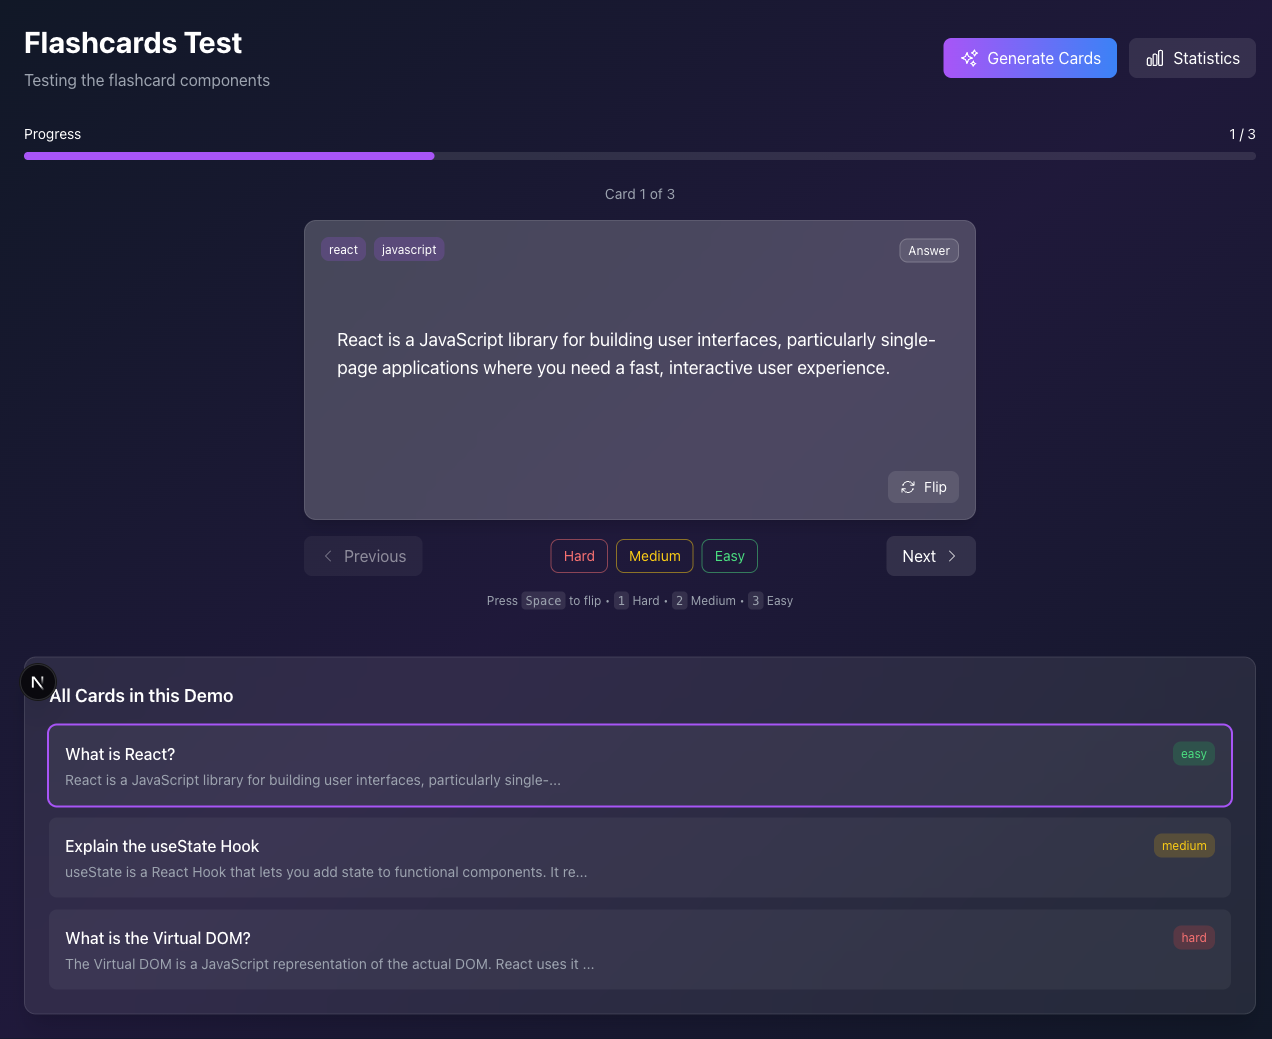 Flashcards Test
Testing the flashcard components
Generate Cards
Statistics
Progress
1 / 3
Card 1 of 3
react
javascript
Answer
React is a JavaScript library for building user interfaces, particularly single-
page applications where you need a fast, interactive user experience.
Flip
Previous
Hard
Medium
Easy
Next
Press Space to flip • 1 Hard • 2 Medium • 3 Easy
N
All Cards in this Demo
What is React?
easy
React is a JavaScript library for building user interfaces, particularly single-...
Explain the useState Hook
medium
useState is a React Hook that lets you add state to functional components. It re...
What is the Virtual DOM?
hard
The Virtual DOM is a JavaScript representation of the actual DOM. React uses it ...